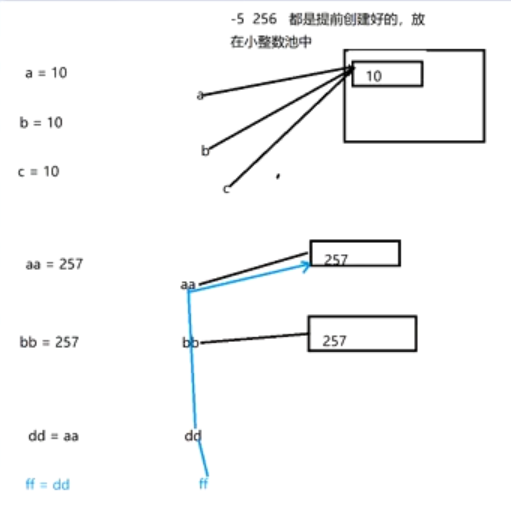 -5 256 都是提前创建好的，放
在小整数池中
a = 10
10
a
b = 10
b
c = 10
c
aa = 257
257
aa
bb = 257
bb
257
dd = aa
dd
ff = dd
ff